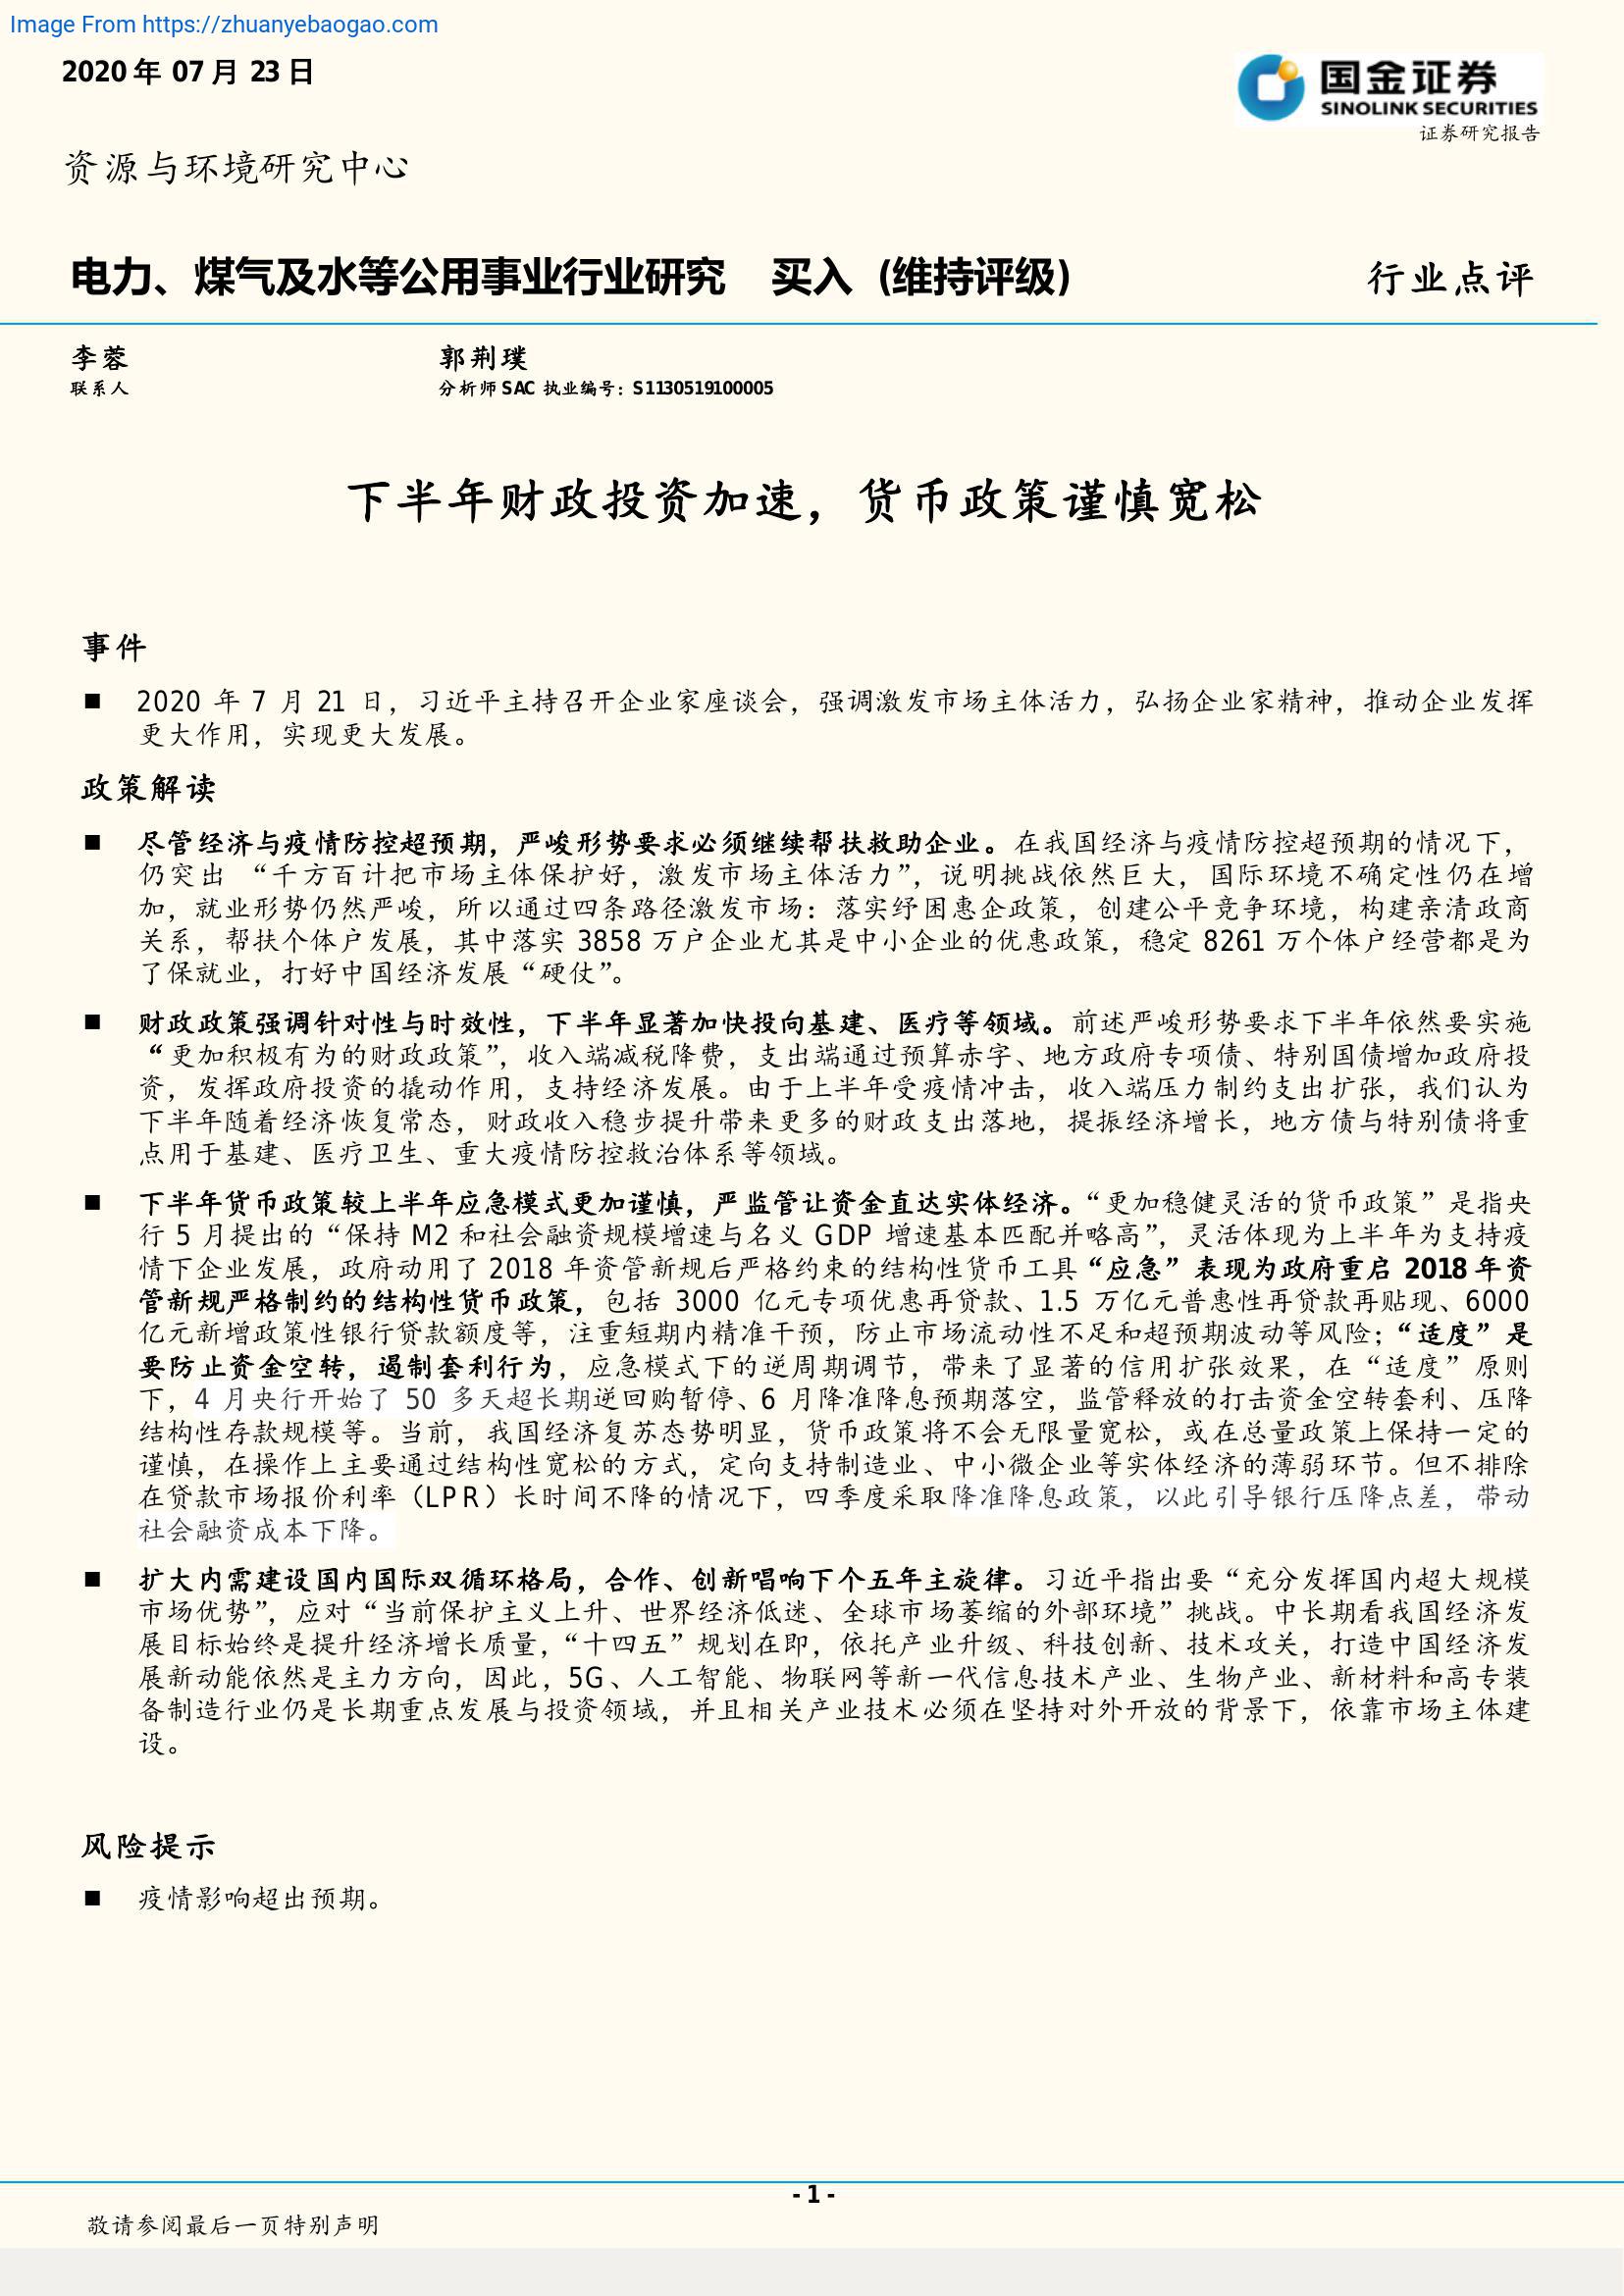 Image From https://zhuanyebaogao.com
2020 年 07 月 23 日
国金证券
SINOLINK SECURITIES
证券研究报告
资源与环境研究中心
电力、煤气及水等公用事业行业研究 买入 (维持评级)
行业点评
李蓉
联系人
郭荆璞
分析师 SAC 执业编号：S1130519100005
下半年财政投资加速，货币政策谨慎宽松
事件
■ 2020 年 7 月 21 日，习近平主持召开企业家座谈会，强调激发市场主体活力，弘扬企业家精神，推动企业发挥
更大作用，实现更大发展。
政策解读
■ 尽管经济与疫情防控超预期，严峻形势要求必须继续帮扶救助企业。在我国经济与疫情防控超预期的情况下，
仍突出 “千方百计把市场主体保护好，激发市场主体活力”，说明挑战依然巨大，国际环境不确定性仍在增
加，就业形势仍然严峻，所以通过四条路径激发市场：落实纾困惠企政策，创建公平竞争环境，构建亲清政商
关系，帮扶个体户发展，其中落实 3858 万户企业尤其是中小企业的优惠政策，稳定 8261 万个体户经营都是为
了保就业，打好中国经济发展“硬仗”。
■ 财政政策强调针对性与时效性，下半年显著加快投向基建、医疗等领域。前述严峻形势要求下半年依然要实施
“更加积极有为的财政政策”，收入端减税降费，支出端通过预算赤字、地方政府专项债、特别国债增加政府投
资，发挥政府投资的撬动作用，支持经济发展。由于上半年受疫情冲击，收入端压力制约支出扩张，我们认为
下半年随着经济恢复常态，财政收入稳步提升带来更多的财政支出落地，提振经济增长，地方债与特别债将重
点用于基建、医疗卫生、重大疫情防控救治体系等领域。
■ 下半年货币政策较上半年应急模式更加谨慎，严监管让资金直达实体经济。“更加稳健灵活的货币政策”是指央
行 5 月提出的“保持 M2 和社会融资规模增速与名义 GDP 增速基本匹配并略高”，灵活体现为上半年为支持疫
情下企业发展，政府动用了 2018 年资管新规后严格约束的结构性货币工具“应急”表现为政府重启 2018 年资
管新规严格制约的结构性货币政策，包括 3000 亿元专项优惠再贷款、1.5 万亿元普惠性再贷款再贴现、6000
亿元新增政策性银行贷款额度等，注重短期内精准干预，防止市场流动性不足和超预期波动等风险；“适度”是
要防止资金空转，遏制套利行为，应急模式下的逆周期调节，带来了显著的信用扩张效果，在“适度”原则
下，4 月央行开始了 50 多天超长期逆回购暂停、6 月降准降息预期落空，监管释放的打击资金空转套利、压降
结构性存款规模等。当前，我国经济复苏态势明显，货币政策将不会无限量宽松，或在总量政策上保持一定的
谨慎，在操作上主要通过结构性宽松的方式，定向支持制造业、中小微企业等实体经济的薄弱环节。但不排除
在贷款市场报价利率（LPR）长时间不降的情况下，四季度采取降准降息政策，以此引导银行压降点差，带动
社会融资成本下降。
■ 扩大内需建设国内国际双循环格局，合作、创新唱响下个五年主旋律。习近平指出要“充分发挥国内超大规模
市场优势”，应对“当前保护主义上升、世界经济低迷、全球市场萎缩的外部环境”挑战。中长期看我国经济发
展目标始终是提升经济增长质量，“十四五”规划在即，依托产业升级、科技创新、技术攻关，打造中国经济发
展新动能依然是主力方向，因此，5G、人工智能、物联网等新一代信息技术产业、生物产业、新材料和高专装
备制造行业仍是长期重点发展与投资领域，并且相关产业技术必须在坚持对外开放的背景下，依靠市场主体建
设。
风险提示
■ 疫情影响超出预期。
- 1 -
敬请参阅最后一页特别声明